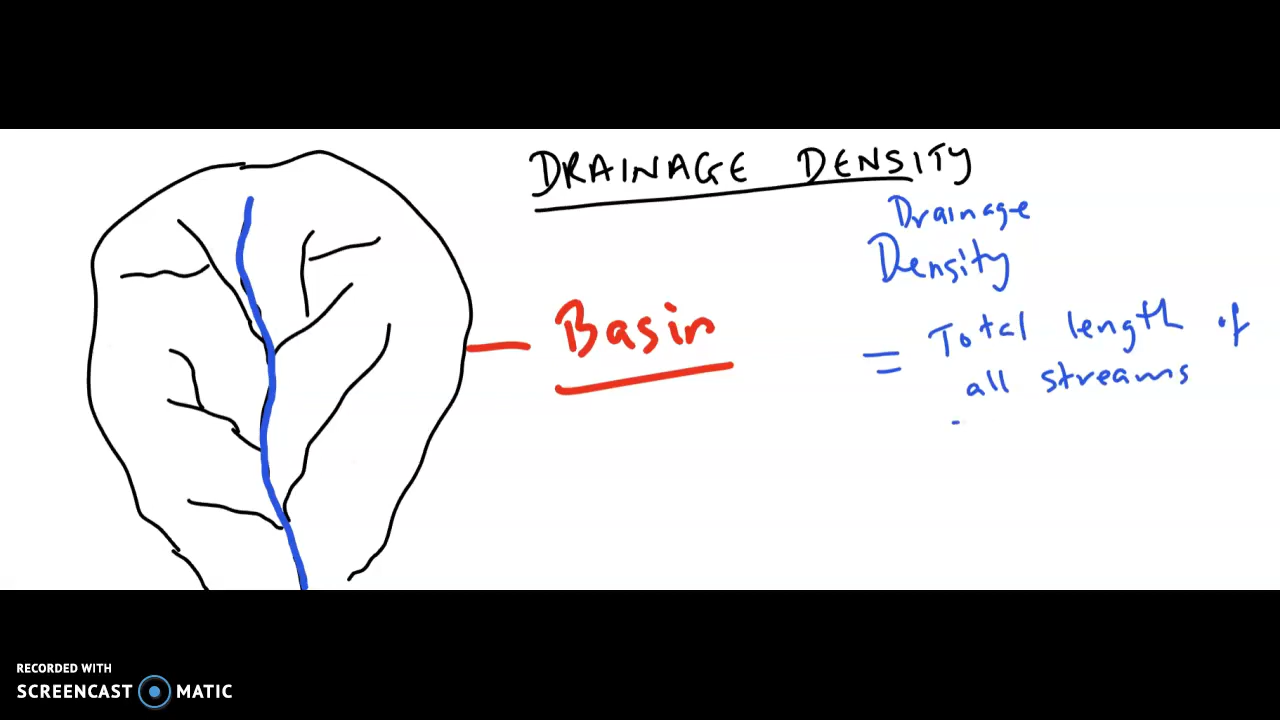 DRAINAGE DENSITY
Drainage
Density
= Total length of
all streams
Basin
RECORDED WITH
SCREENCAST MATIC